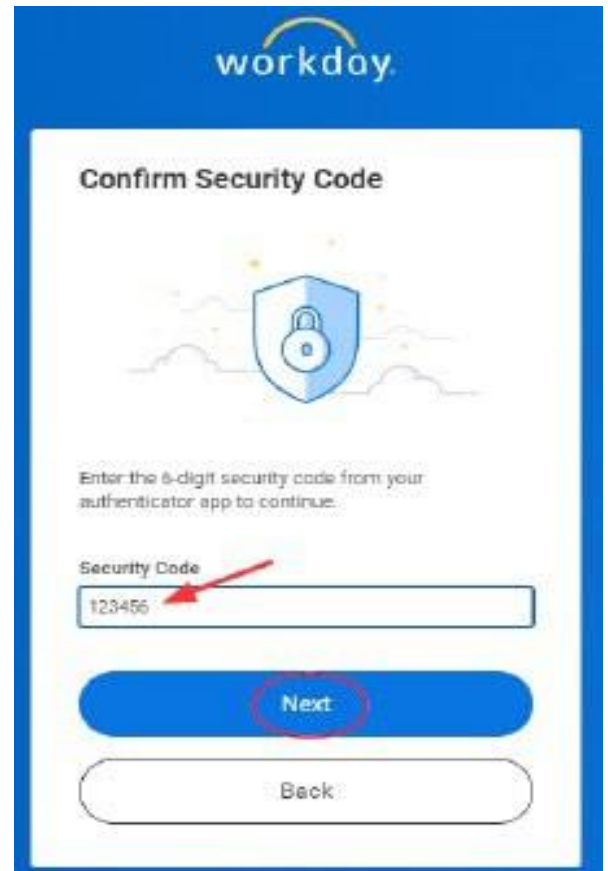 workday.
Confirm Security Code
Enter the 6-digit security code from your
authenticator app to continue.
Security Code
123456
Next
Back